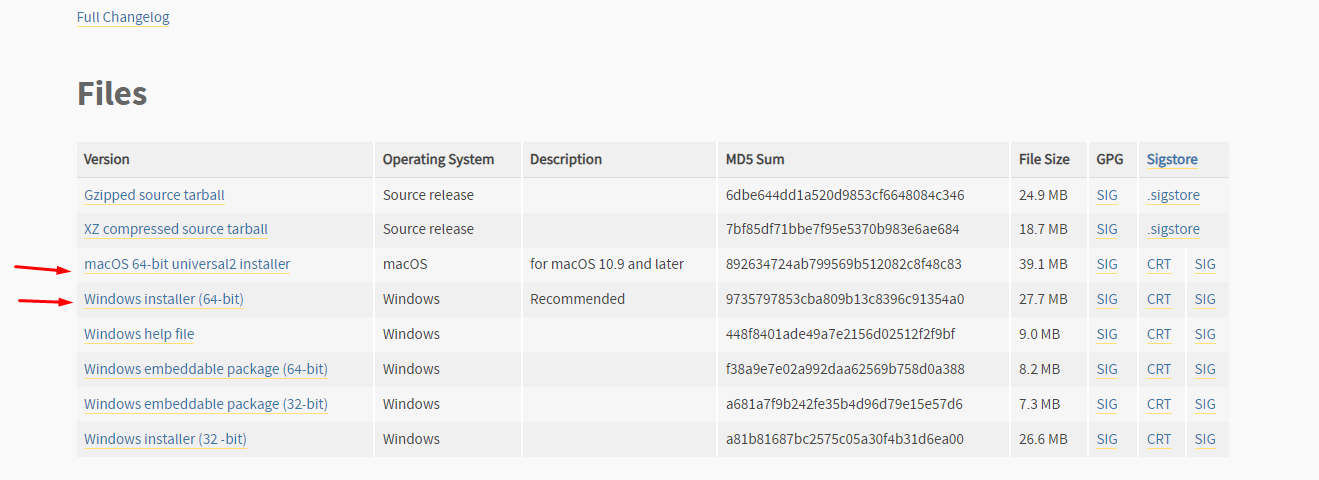 Full Changelog
Files
Version Operating System Description MD5 Sum File Size GPG Sigstore
Gzipped source tarball Source release 6dbe644dd1a520d9853cf6648084c346 24.9 MB SIG .sigstore
XZ compressed source tarball Source release 7bf85df71bbe7f95e5370b983e6ae684 18.7 MB SIG .sigstore
macOS 64-bit universal2 installer macOS for macOS 10.9 and later 892634724ab799569b512082c8f48c83 39.1 MB SIG CRT SIG
Windows installer (64-bit) Windows Recommended 9735797853cba809b13c8396c91354a0 27.7 MB SIG CRT SIG
Windows help file Windows 448f8401ade49a7e2156d02512f2f9bf 9.0 MB SIG CRT SIG
Windows embeddable package (64-bit) Windows f38a9e7e02a992daa62569b758d0a388 8.2 MB SIG CRT SIG
Windows embeddable package (32-bit) Windows a681a7f9b242fe35b4d96d79e15e57d6 7.3 MB SIG CRT SIG
Windows installer (32 -bit) Windows a81b81687bc2575c05a30f4b31d6ea00 26.6 MB SIG CRT SIG